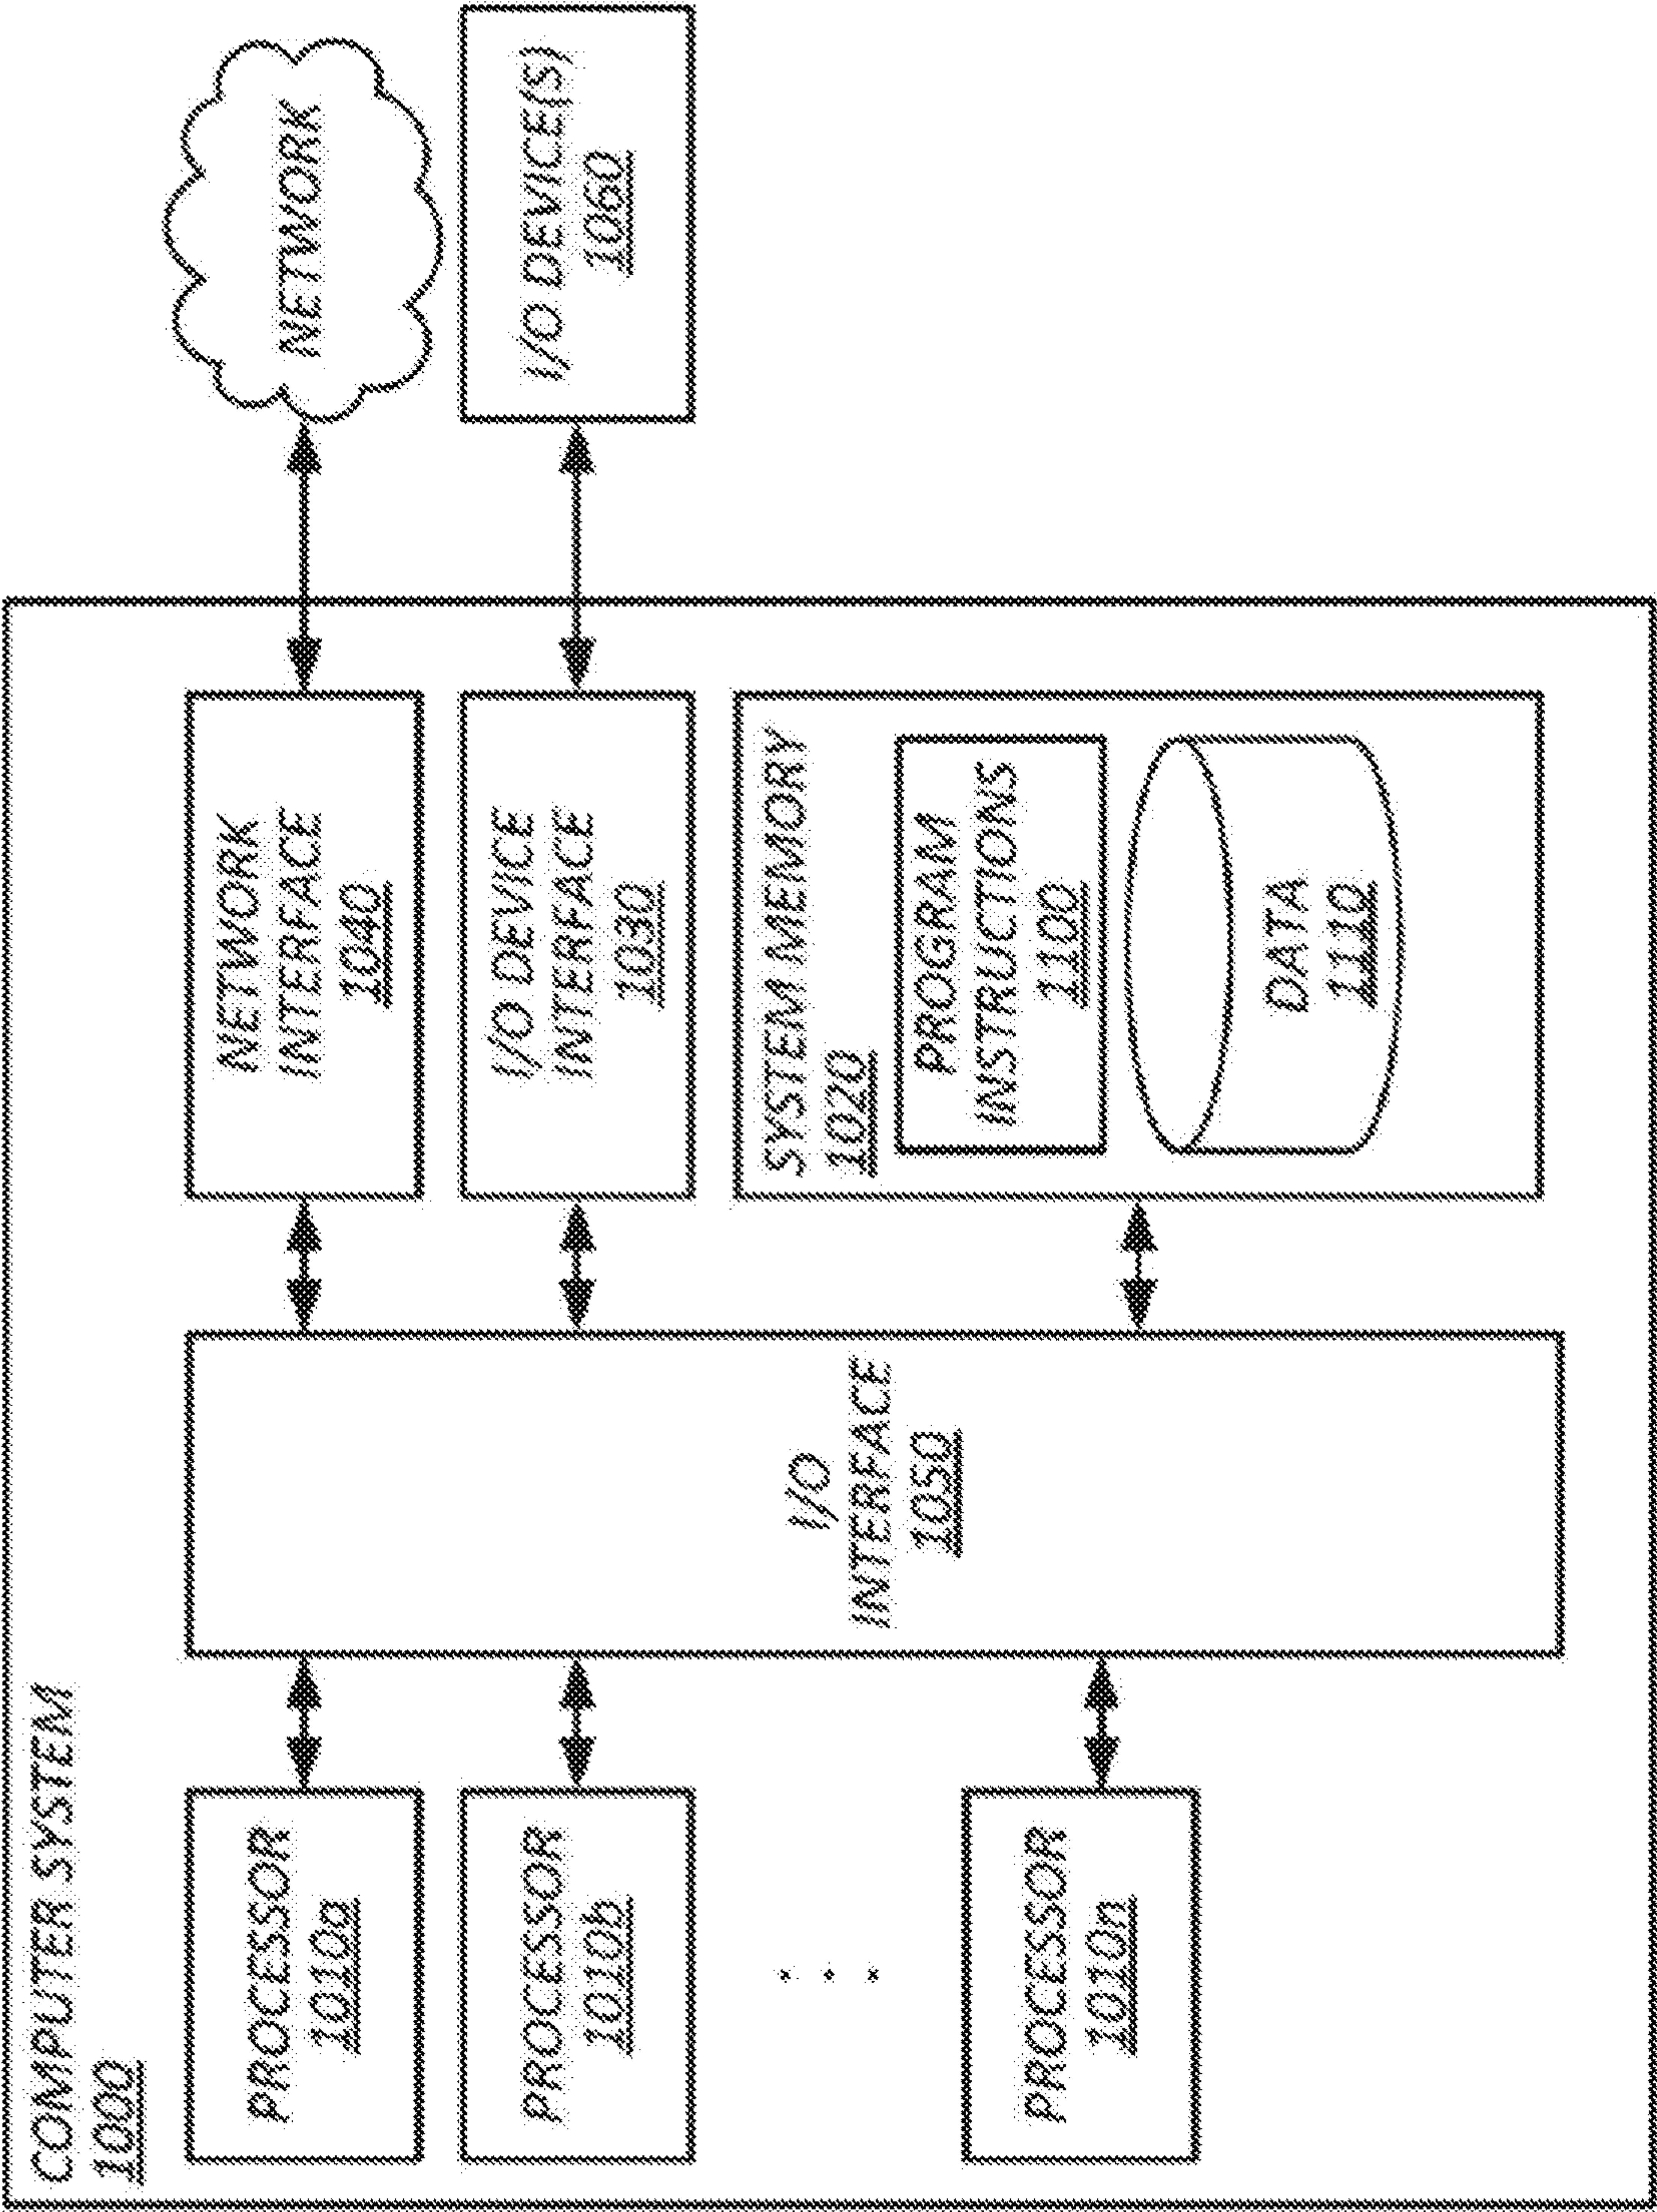 COMPUTER SYSTEM
1000
PROCESSOR
1010a
PROCESSOR
1010b
. . .
PROCESSOR
1010n
I/O
INTERFACE
1050
NETWORK
INTERFACE
1040
I/O DEVICE
INTERFACE
1030
SYSTEM MEMORY
1020
PROGRAM
INSTRUCTIONS
1100
DATA
1110
NETWORK
I/O DEVICE(S)
1060